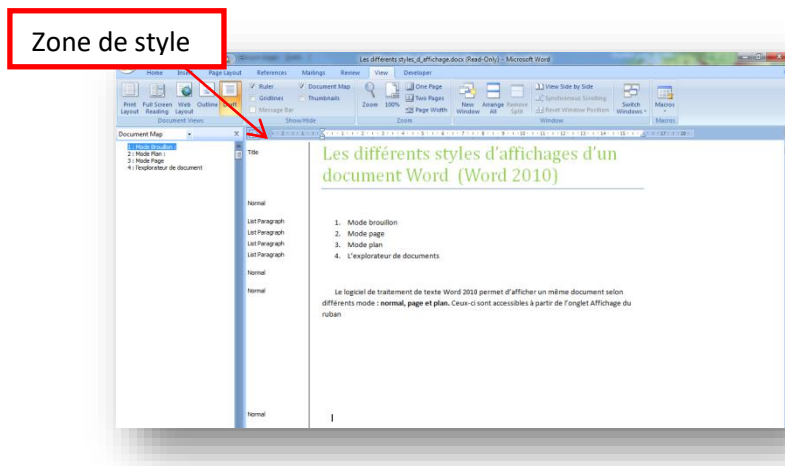 Zone de style
Les différents styles_d_affichage.docx (Read-Only) - Microsoft Word
Home Insert Page Layout References Mailings Review View Developer
Print Layout Full Screen Reading Web Layout Outline Draft
Document Views
Ruler Document Map
Gridlines Thumbnails
Message Bar
Show/Hide
Zoom 100%
One Page
Two Pages
Page Width
Zoom
New Window Arrange All Remove Split
View Side by Side
Synchronous Scrolling
Reset Window Position
Switch Windows
Window
Macros
Macros
Document Map
1 : Mode Brouillon :
2 : Mode Plan :
3 : Mode Page
4 : l'explorateur de document
Title
Les différents styles d'affichages d'un
document Word (Word 2010)
Normal
List Paragraph 1. Mode brouillon
List Paragraph 2. Mode page
List Paragraph 3. Mode plan
List Paragraph 4. L'explorateur de documents
Normal
Normal Le logiciel de traitement de texte Word 2010 permet d'afficher un même document selon
différents mode : normal, page et plan. Ceux-ci sont accessibles à partir de l'onglet Affichage du
ruban
Normal